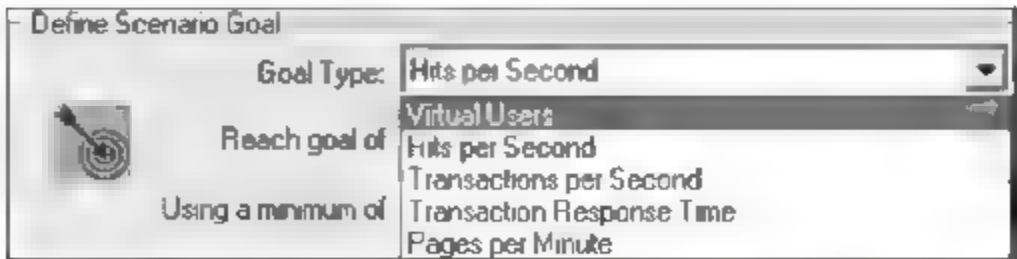 Define Scenario Goal
Goal Type: Hits per Second
Virtual Users
Reach goal of Hits per Second
Transactions per Second
Using a minimum of Transaction Response Time
Pages per Minute